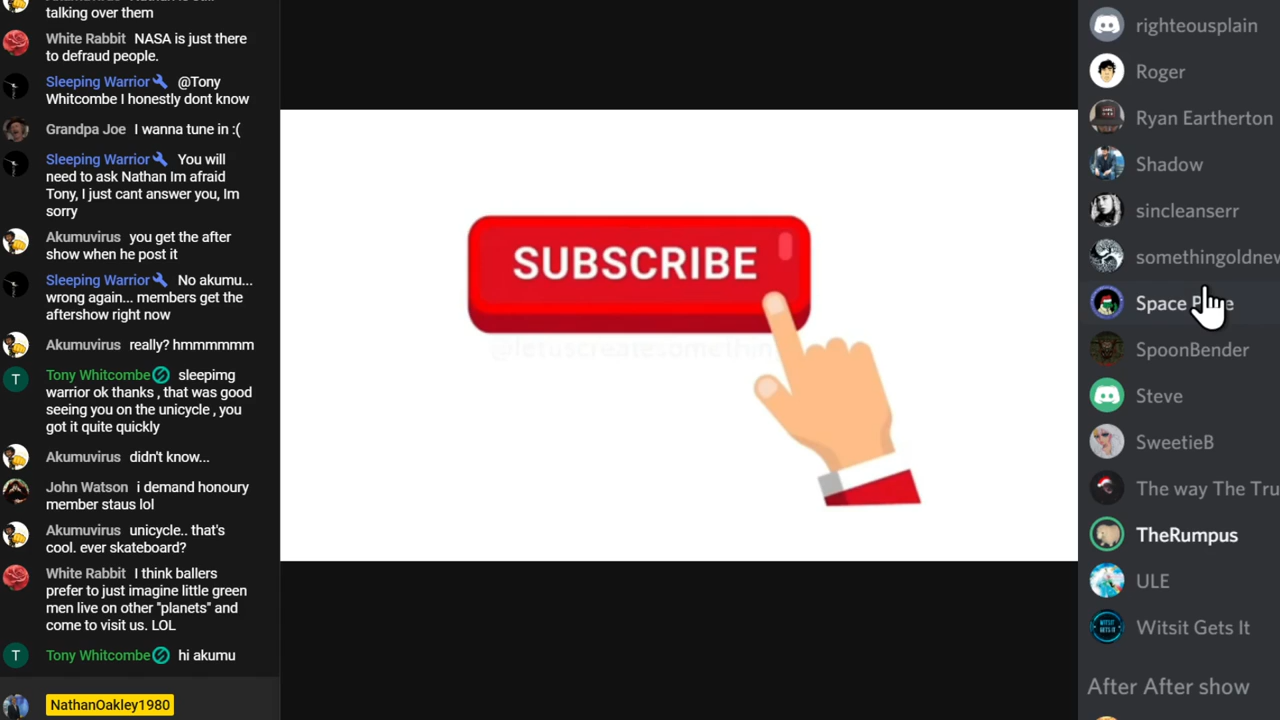 talking over them
White Rabbit NASA is just there
to defraud people.
Sleeping Warrior @Tony
Whitcombe I honestly dont know
Grandpa Joe I wanna tune in :(
Sleeping Warrior You will
need to ask Nathan Im afraid
Tony, I just cant answer you, Im
sorry
Akumuvirus you get the after
show when he post it
Sleeping Warrior No akumu...
wrong again... members get the
aftershow right now
Akumuvirus really? hmmmmmm
T Tony Whitcombe sleepimg
warrior ok thanks , that was good
seeing you on the unicycle , you
got it quite quickly
Akumuvirus didn't know...
John Watson i demand honoury
member staus lol
Akumuvirus unicycle.. that's
cool. ever skateboard?
White Rabbit I think ballers
prefer to just imagine little green
men live on other "planets" and
come to visit us. LOL
T Tony Whitcombe hi akumu
NathanOakley1980
SUBSCRIBE
@letuscreatesomethin
righteousplain
Roger
Ryan Eartherton
Shadow
sincleanserr
somethingoldnew
Space
SpoonBender
Steve
SweetieB
The way The Tru
TheRumpus
ULE
WITSIT GETS IT Witsit Gets It
After After show